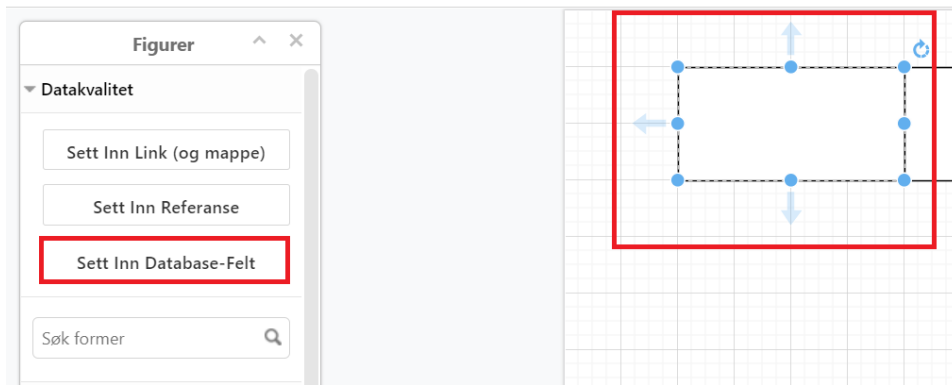 Figurer
Datakvalitet
Sett Inn Link (og mappe)
Sett Inn Referanse
Sett Inn Database-Felt
Søk former